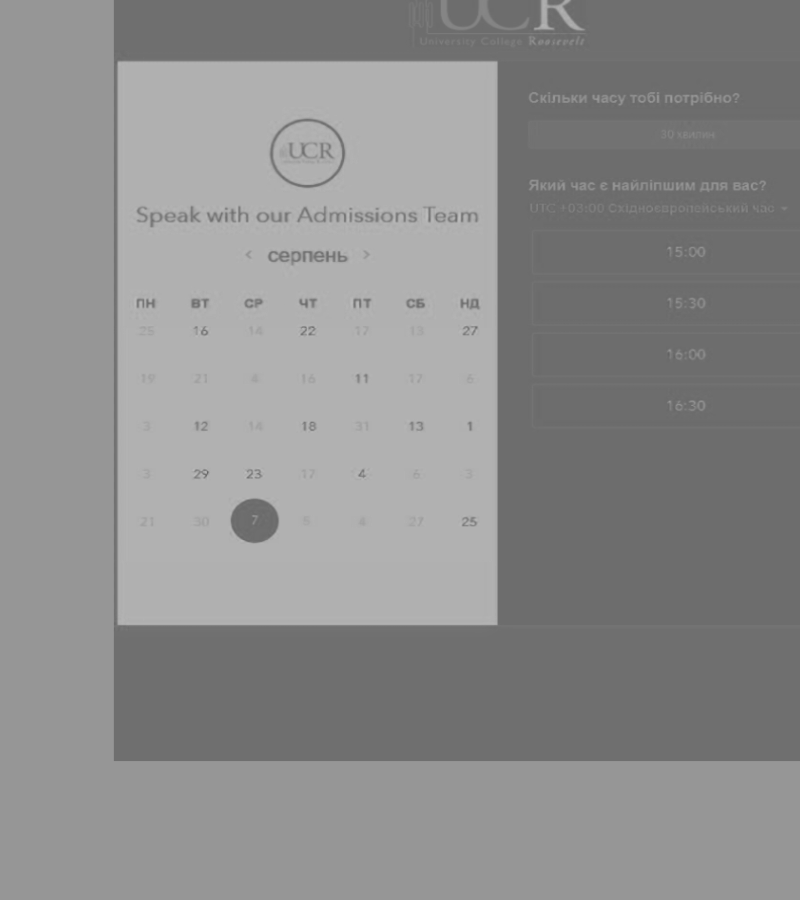 UCR
University College Roosevelt
UCR
Speak with our Admissions Team
< серпень >
ПН ВТ СР ЧТ ПТ СБ НД
25 16 14 22 17 13 27
19 21 4 16 11 17 6
3 12 14 18 31 13 1
3 29 23 17 4 6 3
21 30 7 5 4 27 25
Скільки часу тобі потрібно?
30 хвилин
Який час є найліпшим для вас?
UTC +03:00 Східноєвропейський час
15:00
15:30
16:00
16:30